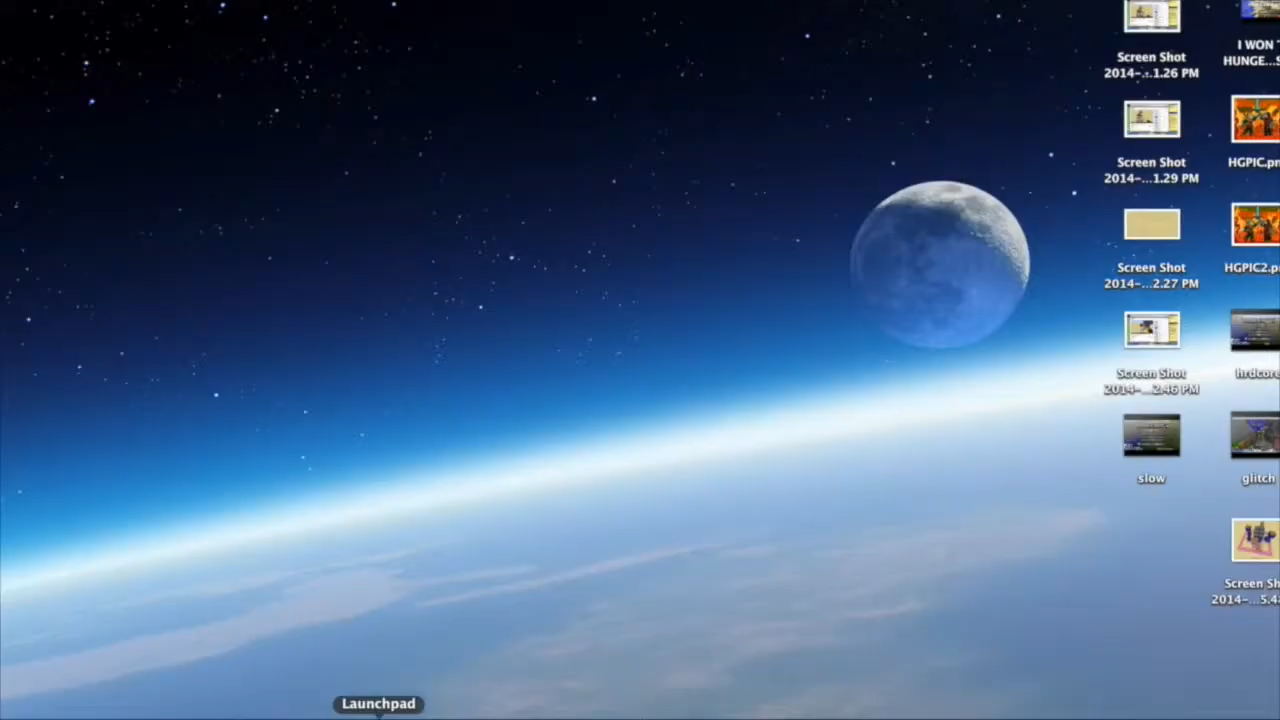 Screen Shot
2014-...1.26 PM
I WON
HUNGE...S
Screen Shot
2014-...1.29 PM
HGPIC.pn
Screen Shot
2014-...2.27 PM
HGPIC2.p
Screen Shot
2014-...2.46 PM
hrdcore
slow
glitch
Screen Sh
2014-...5.48
Launchpad